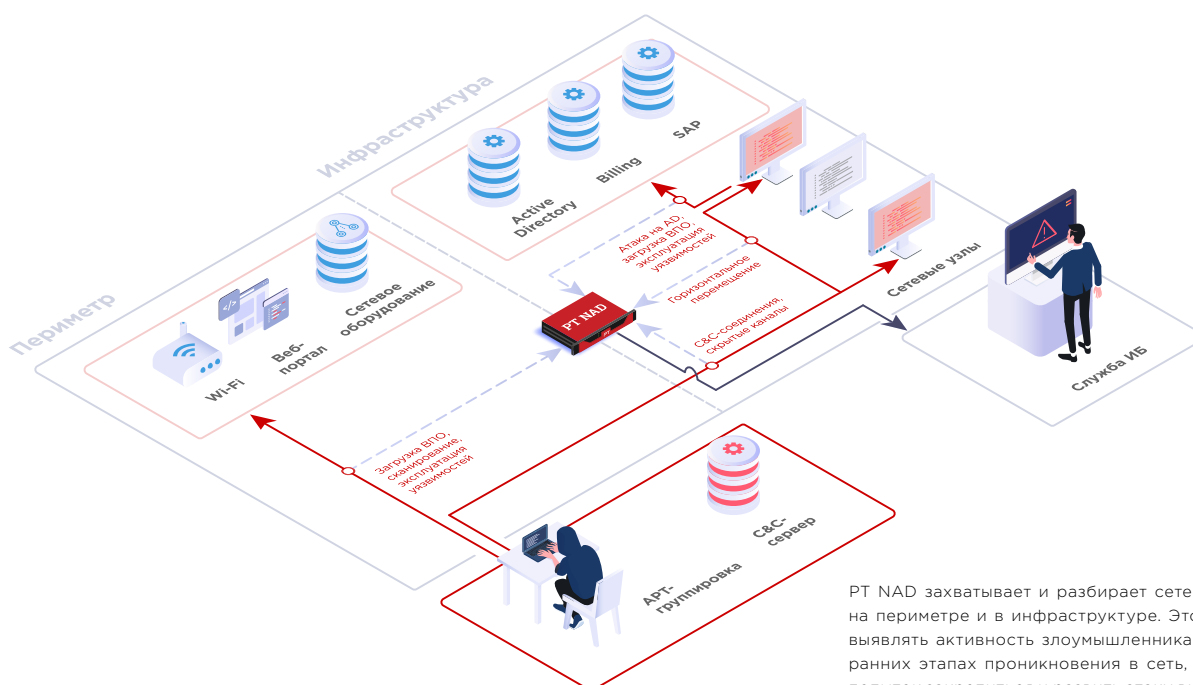 Инфраструктура
SAP
Billing
Active
Directory
Периметр
Сетевое
оборудование
Веб-
портал
Wi-Fi
Атака на AD,
загрузка ВПО,
эксплуатация
уязвимостей
Горизонтальное
перемещение
C&C-соединения,
скрытые каналы
Сетевые узлы
PT NAD
PT
Служба ИБ
Загрузка ВПО,
сканирование,
эксплуатация
уязвимостей
C&C-
сервер
APT-
группировка
PT NAD захватывает и разбирает сете
на периметре и в инфраструктуре. Это
выявлять активность злоумышленника
ранних этапах проникновения в сеть,